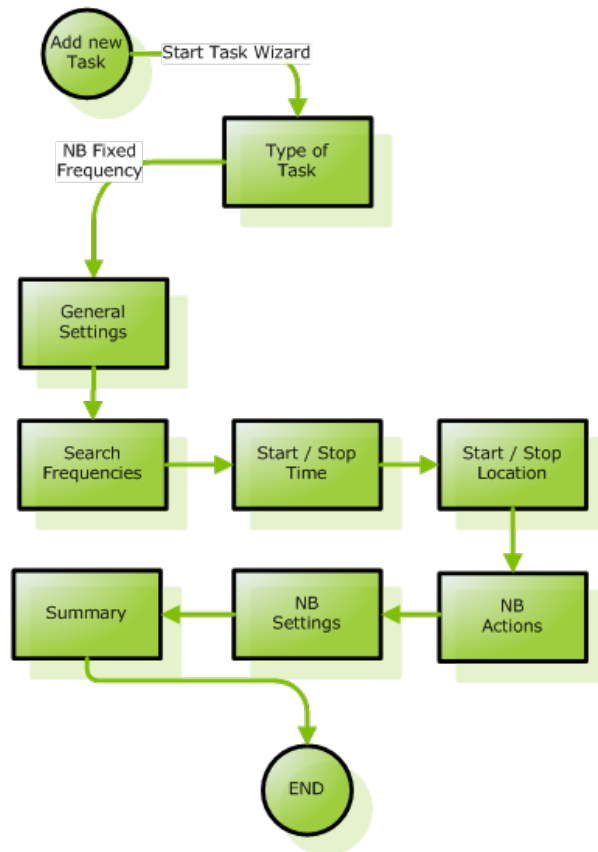 Add new
Task
Start Task Wizard
Type of
Task
NB Fixed
Frequency
General
Settings
Search
Frequencies
Start / Stop
Time
Start / Stop
Location
Summary
NB
Settings
NB
Actions
END